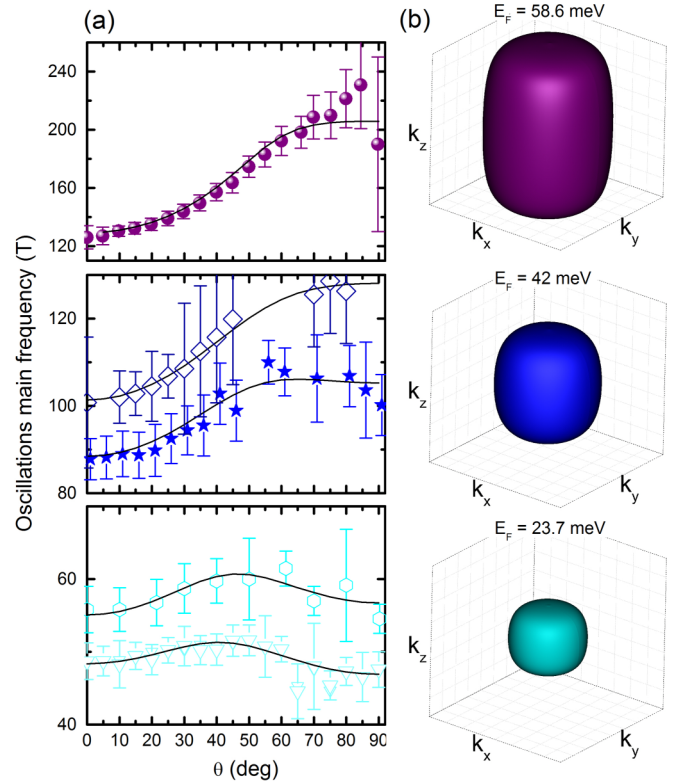 (a)
(b)
Oscillations main frequency (T)
240
200
160
120
120
100
80
60
40
0 10 20 30 40 50 60 70 80 90
θ (deg)
E_F = 58.6 meV
k_z
k_x
k_y
E_F = 42 meV
k_z
k_x
k_y
E_F = 23.7 meV
k_z
k_x
k_y